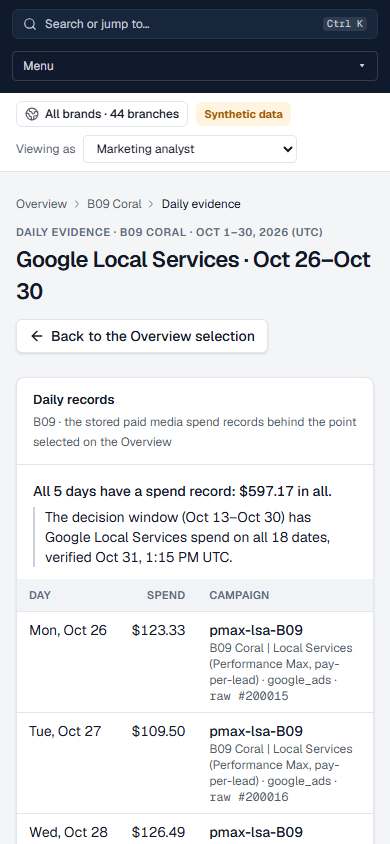 Search or jump to... Ctrl K
Menu
All brands · 44 branches Synthetic data
Viewing as Marketing analyst
Overview > B09 Coral > Daily evidence
DAILY EVIDENCE · B09 CORAL · OCT 1–30, 2026 (UTC)
Google Local Services · Oct 26–Oct
30
← Back to the Overview selection
Daily records
B09 · the stored paid media spend records behind the point
selected on the Overview
All 5 days have a spend record: $597.17 in all.
The decision window (Oct 13–Oct 30) has
Google Local Services spend on all 18 dates,
verified Oct 31, 1:15 PM UTC.
DAY SPEND CAMPAIGN
Mon, Oct 26 $123.33 pmax-lsa-B09
B09 Coral | Local Services
(Performance Max, pay-
per-lead) · google_ads ·
raw #200015
Tue, Oct 27 $109.50 pmax-lsa-B09
B09 Coral | Local Services
(Performance Max, pay-
per-lead) · google_ads ·
raw #200016
Wed, Oct 28 $126.49 pmax-lsa-B09